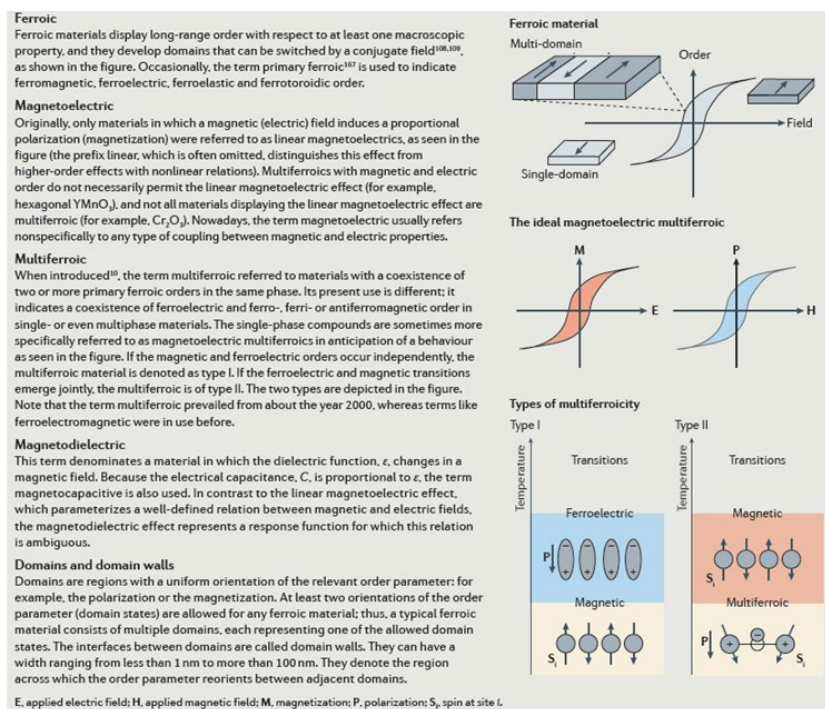 Ferroic
Ferroic materials display long-range order with respect to at least one macroscopic
property, and they develop domains that can be switched by a conjugate field108,109,
as shown in the figure. Occasionally, the term primary ferroic167 is used to indicate
ferromagnetic, ferroelectric, ferroelastic and ferrotoroidic order.
Magnetoelectric
Originally, only materials in which a magnetic (electric) field induces a proportional
polarization (magnetization) were referred to as linear magnetoelectrics, as seen in the
figure (the prefix linear, which is often omitted, distinguishes this effect from
higher-order effects with nonlinear relations). Multiferroics with magnetic and electric
order do not necessarily permit the linear magnetoelectric effect (for example,
hexagonal YMnO3), and not all materials displaying the linear magnetoelectric effect are
multiferroic (for example, Cr2O3). Nowadays, the term magnetoelectric usually refers
nonspecifically to any type of coupling between magnetic and electric properties.
Multiferroic
When introduced10, the term multiferroic referred to materials with a coexistence of
two or more primary ferroic orders in the same phase. Its present use is different; it
indicates a coexistence of ferroelectric and ferro-, ferri- or antiferromagnetic order in
single- or even multiphase materials. The single-phase compounds are sometimes more
specifically referred to as magnetoelectric multiferroics in anticipation of a behaviour
as seen in the figure. If the magnetic and ferroelectric orders occur independently, the
multiferroic material is denoted as type I. If the ferroelectric and magnetic transitions
emerge jointly, the multiferroic is of type II. The two types are depicted in the figure.
Note that the term multiferroic prevailed from about the year 2000, whereas terms like
ferroelectromagnetic were in use before.
Magnetodielectric
This term denominates a material in which the dielectric function, ε, changes in a
magnetic field. Because the electrical capacitance, C, is proportional to ε, the term
magnetocapacitive is also used. In contrast to the linear magnetoelectric effect,
which parameterizes a well-defined relation between magnetic and electric fields,
the magnetodielectric effect represents a response function for which this relation
is ambiguous.
Domains and domain walls
Domains are regions with a uniform orientation of the relevant order parameter: for
example, the polarization or the magnetization. At least two orientations of the order
parameter (domain states) are allowed for any ferroic material; thus, a typical ferroic
material consists of multiple domains, each representing one of the allowed domain
states. The interfaces between domains are called domain walls. They can have a
width ranging from less than 1 nm to more than 100 nm. They denote the region
across which the order parameter reorients between adjacent domains.
E, applied electric field; H, applied magnetic field; M, magnetization; P, polarization; Si, spin at site i.
Ferroic material
Multi-domain
Order
Field
Single-domain
The ideal magnetoelectric multiferroic
M
E
P
H
Types of multiferroicity
Type I
Temperature
Transitions
Ferroelectric
P
− − − −
+ + + +
Magnetic
Si
Type II
Temperature
Transitions
Magnetic
Si
Multiferroic
P
−
+ +
Si